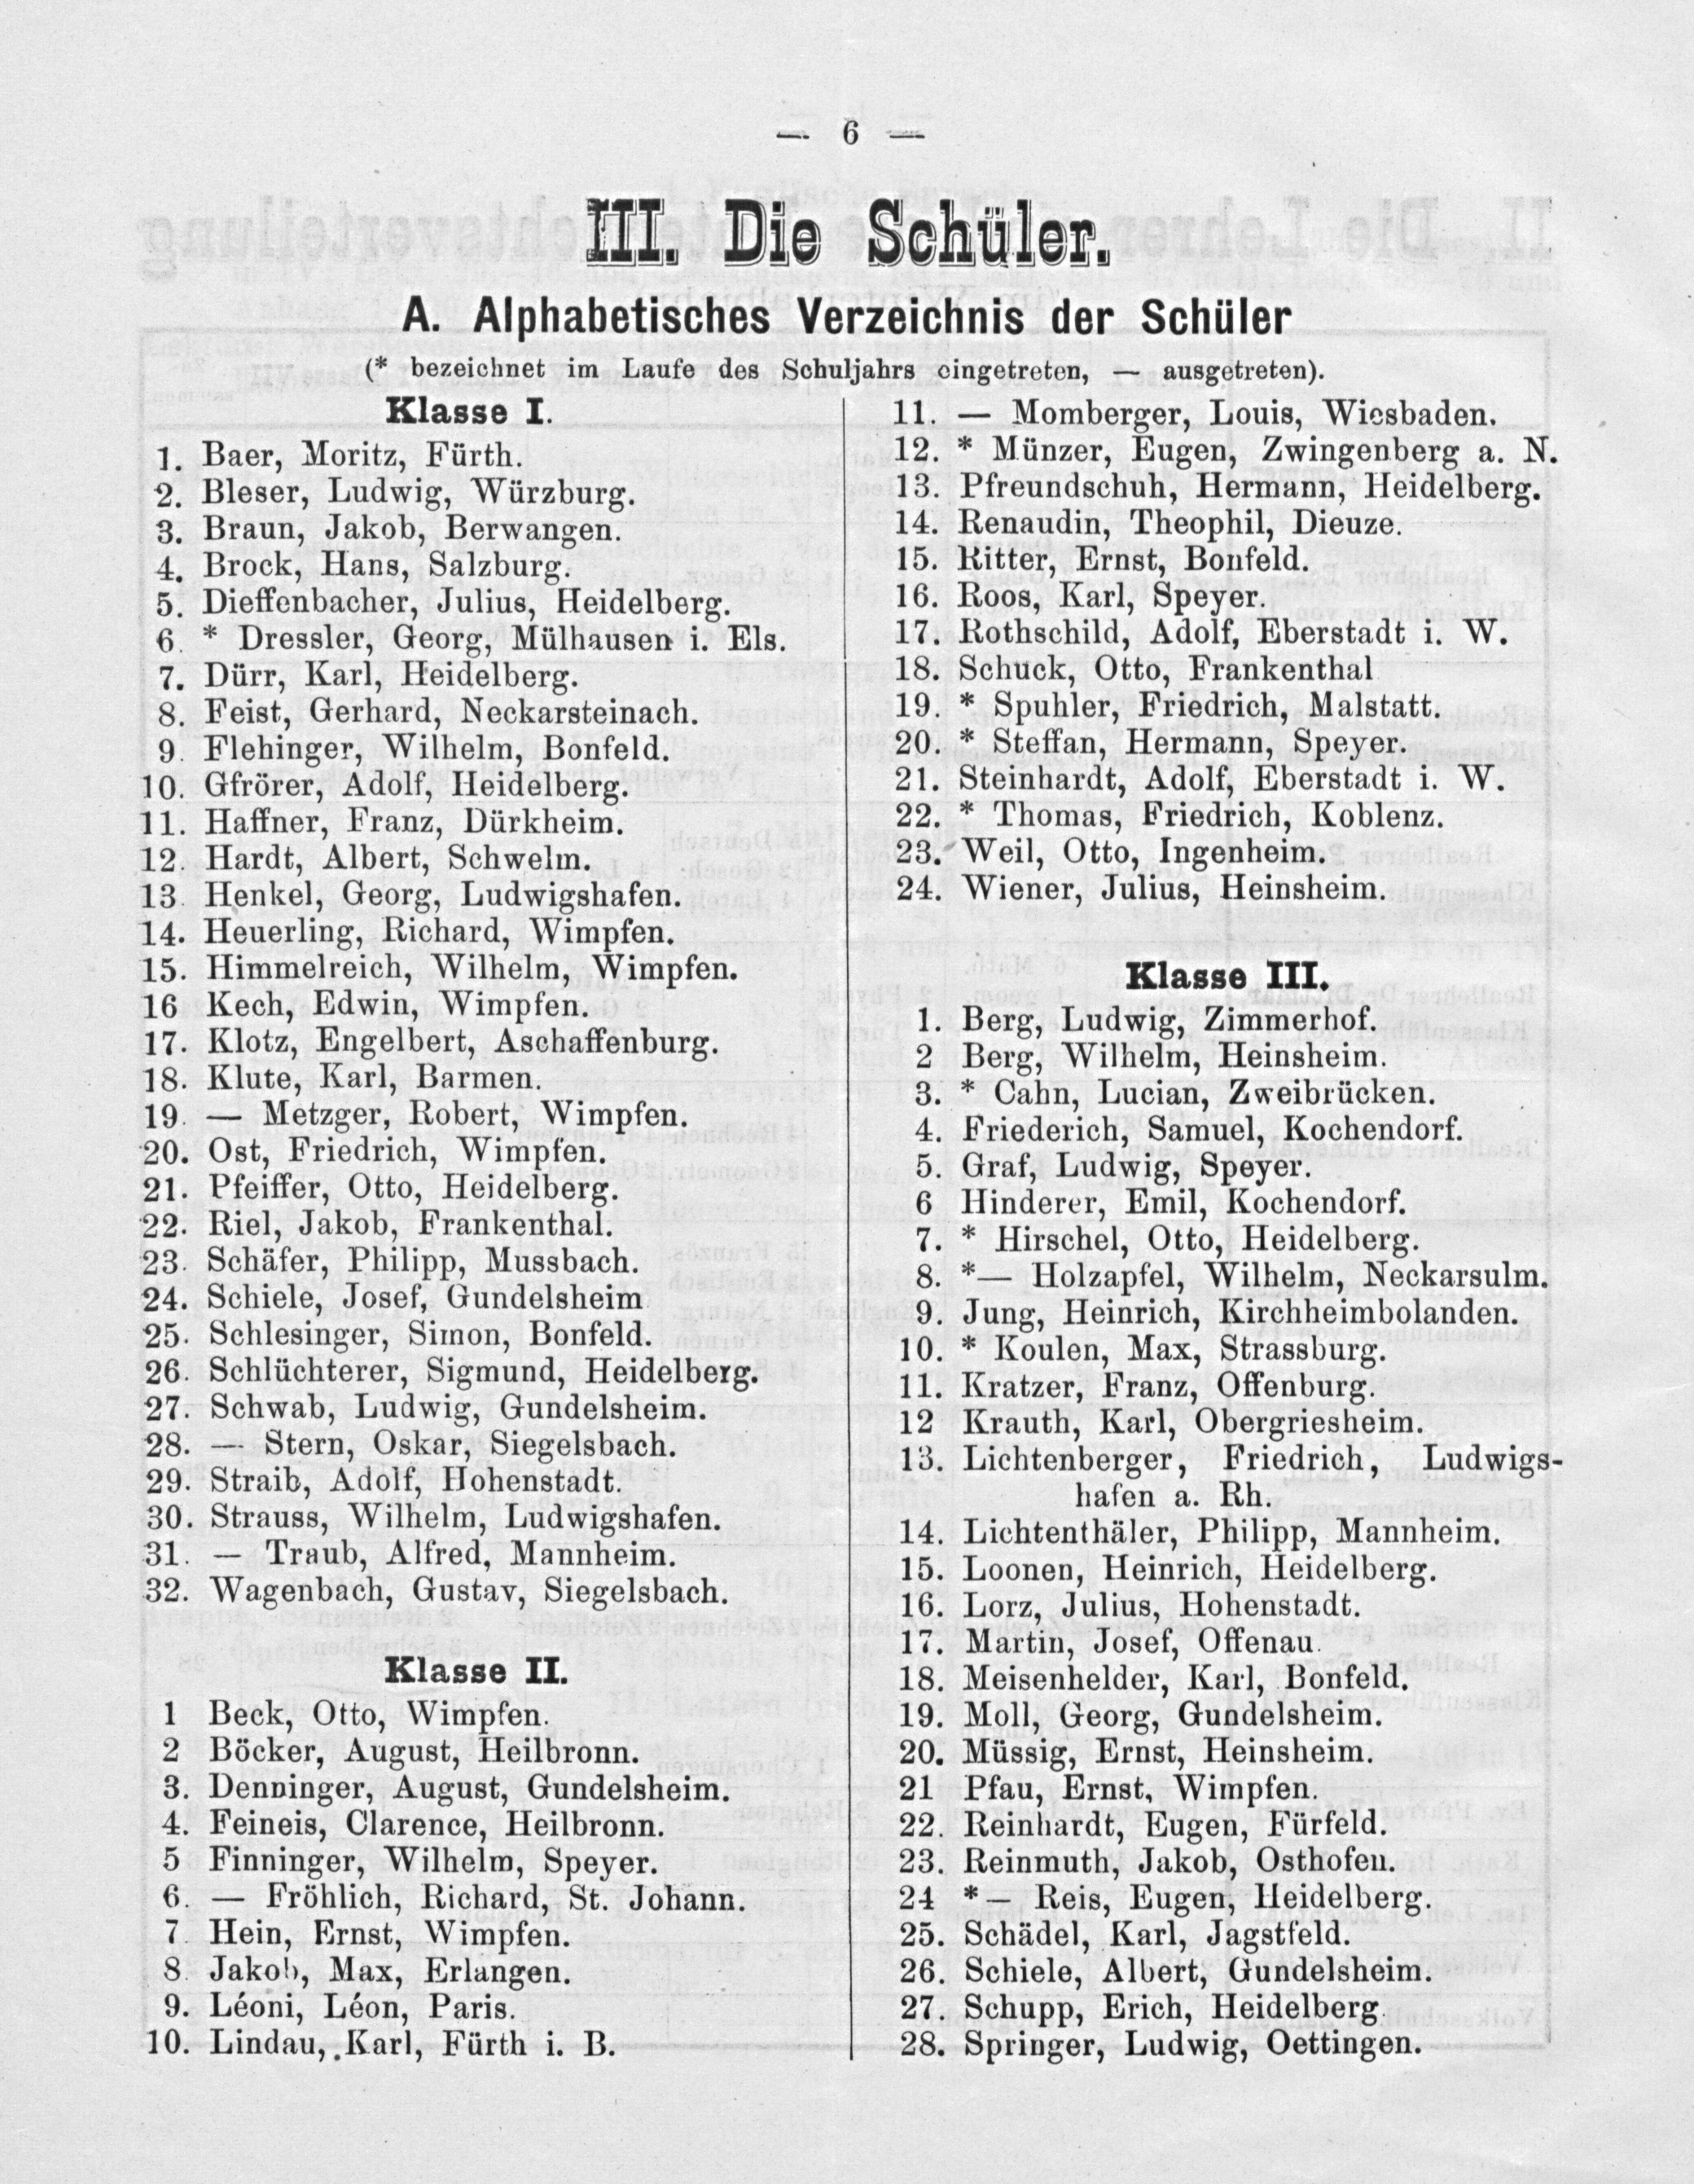 — 6 —
III. Die Schüler.
A. Alphabetisches Verzeichnis der Schüler
(* bezeichnet im Laufe des Schuljahrs eingetreten, — ausgetreten).
Klasse I.
1. Baer, Moritz, Fürth.
2. Bleser, Ludwig, Würzburg.
3. Braun, Jakob, Berwangen.
4. Brock, Hans, Salzburg.
5. Dieffenbacher, Julius, Heidelberg.
6. * Dressler, Georg, Mülhausen i. Els.
7. Dürr, Karl, Heidelberg.
8. Feist, Gerhard, Neckarsteinach.
9. Flehinger, Wilhelm, Bonfeld.
10. Gfrörer, Adolf, Heidelberg.
11. Haffner, Franz, Dürkheim.
12. Hardt, Albert, Schwelm.
13. Henkel, Georg, Ludwigshafen.
14. Heuerling, Richard, Wimpfen.
15. Himmelreich, Wilhelm, Wimpfen.
16 Kech, Edwin, Wimpfen.
17. Klotz, Engelbert, Aschaffenburg.
18. Klute, Karl, Barmen.
19. — Metzger, Robert, Wimpfen.
20. Ost, Friedrich, Wimpfen.
21. Pfeiffer, Otto, Heidelberg.
22. Riel, Jakob, Frankenthal.
23. Schäfer, Philipp, Mussbach.
24. Schiele, Josef, Gundelsheim
25. Schlesinger, Simon, Bonfeld.
26. Schlüchterer, Sigmund, Heidelberg.
27. Schwab, Ludwig, Gundelsheim.
28. — Stern, Oskar, Siegelsbach.
29. Straib, Adolf, Hohenstadt.
30. Strauss, Wilhelm, Ludwigshafen.
31. — Traub, Alfred, Mannheim.
32. Wagenbach, Gustav, Siegelsbach.
Klasse II.
1 Beck, Otto, Wimpfen.
2 Böcker, August, Heilbronn.
3. Denninger, August, Gundelsheim.
4. Feineis, Clarence, Heilbronn.
5 Finninger, Wilhelm, Speyer.
6. — Fröhlich, Richard, St. Johann.
7. Hein, Ernst, Wimpfen.
8. Jakob, Max, Erlangen.
9. Léoni, Léon, Paris.
10. Lindau, Karl, Fürth i. B.
11. — Momberger, Louis, Wiesbaden.
12. * Münzer, Eugen, Zwingenberg a. N.
13. Pfreundschuh, Hermann, Heidelberg.
14. Renaudin, Theophil, Dieuze.
15. Ritter, Ernst, Bonfeld.
16. Roos, Karl, Speyer.
17. Rothschild, Adolf, Eberstadt i. W.
18. Schuck, Otto, Frankenthal
19. * Spuhler, Friedrich, Malstatt.
20. * Steffan, Hermann, Speyer.
21. Steinhardt, Adolf, Eberstadt i. W.
22. * Thomas, Friedrich, Koblenz.
23. Weil, Otto, Ingenheim.
24. Wiener, Julius, Heinsheim.
Klasse III.
1. Berg, Ludwig, Zimmerhof.
2 Berg, Wilhelm, Heinsheim.
3. * Cahn, Lucian, Zweibrücken.
4. Friederich, Samuel, Kochendorf.
5. Graf, Ludwig, Speyer.
6 Hinderer, Emil, Kochendorf.
7. * Hirschel, Otto, Heidelberg.
8. *— Holzapfel, Wilhelm, Neckarsulm.
9. Jung, Heinrich, Kirchheimbolanden.
10. * Koulen, Max, Strassburg.
11. Kratzer, Franz, Offenburg.
12 Krauth, Karl, Obergriesheim.
13. Lichtenberger, Friedrich, Ludwigs-
hafen a. Rh.
14. Lichtenthäler, Philipp, Mannheim.
15. Loonen, Heinrich, Heidelberg.
16. Lorz, Julius, Hohenstadt.
17. Martin, Josef, Offenau.
18. Meisenhelder, Karl, Bonfeld.
19. Moll, Georg, Gundelsheim.
20. Müssig, Ernst, Heinsheim.
21 Pfau, Ernst, Wimpfen.
22. Reinhardt, Eugen, Fürfeld.
23. Reinmuth, Jakob, Osthofen.
24 *— Reis, Eugen, Heidelberg.
25. Schädel, Karl, Jagstfeld.
26. Schiele, Albert, Gundelsheim.
27. Schupp, Erich, Heidelberg.
28. Springer, Ludwig, Oettingen.